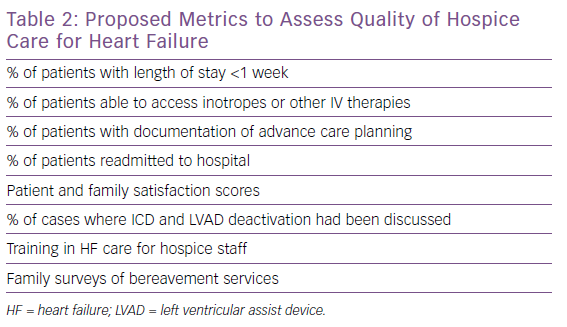 Table 2: Proposed Metrics to Assess Quality of Hospice
Care for Heart Failure
% of patients with length of stay <1 week
% of patients able to access inotropes or other IV therapies
% of patients with documentation of advance care planning
% of patients readmitted to hospital
Patient and family satisfaction scores
% of cases where ICD and LVAD deactivation had been discussed
Training in HF care for hospice staff
Family surveys of bereavement services
HF = heart failure; LVAD = left ventricular assist device.